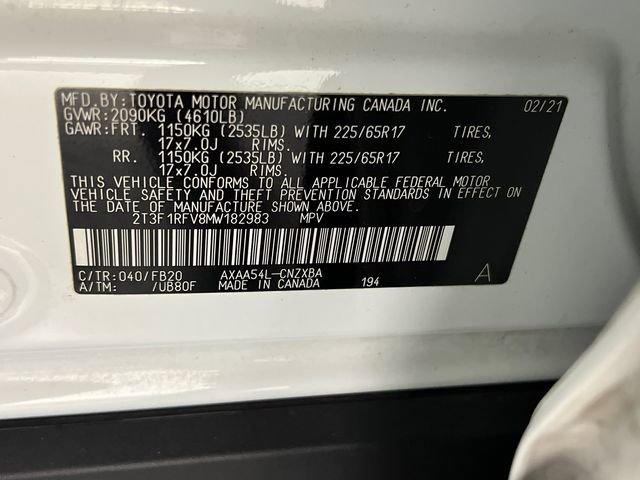 MFD.BY:TOYOTA MOTOR MANUFACTURING CANADA INC. 02/21
GVWR:2090KG (4610LB)
GAWR:FRT. 1150KG (2535LB) WITH 225/65R17 TIRES,
17x7.0J RIMS.
RR. 1150KG (2535LB) WITH 225/65R17 TIRES,
17x7.0J RIMS.
THIS VEHICLE CONFORMS TO ALL APPLICABLE FEDERAL MOTOR
VEHICLE SAFETY AND THEFT PREVENTION STANDARDS IN EFFECT ON
THE DATE OF MANUFACTURE SHOWN ABOVE.
2T3F1RFV8MW182983 MPV
C/TR:040/FB20 AXAA54L-CNZXBA A
A/TM: /UB80F MADE IN CANADA 194